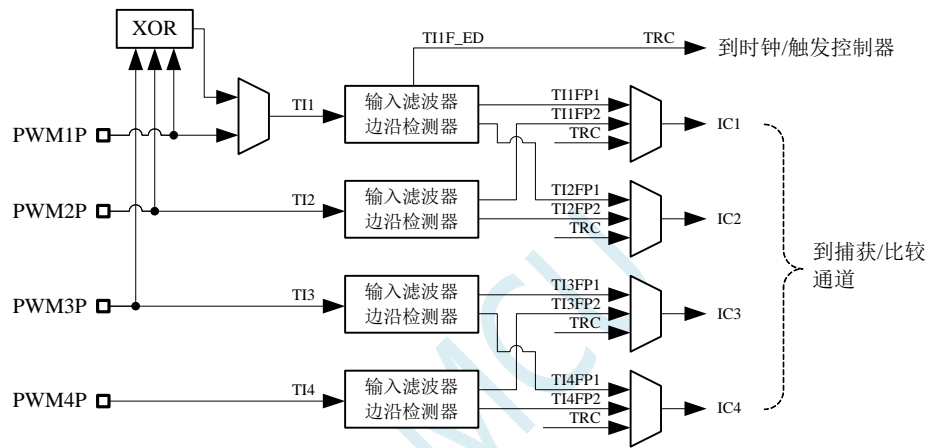 XOR
TI1F_ED
TRC
到时钟/触发控制器
PWM1P
TI1
输入滤波器
边沿检测器
TI1FP1
TI1FP2
TRC
IC1
PWM2P
TI2
输入滤波器
边沿检测器
TI2FP1
TI2FP2
TRC
IC2
到捕获/比较
通道
PWM3P
TI3
输入滤波器
边沿检测器
TI3FP1
TI3FP2
TRC
IC3
PWM4P
TI4
输入滤波器
边沿检测器
TI4FP1
TI4FP2
TRC
IC4
MCU